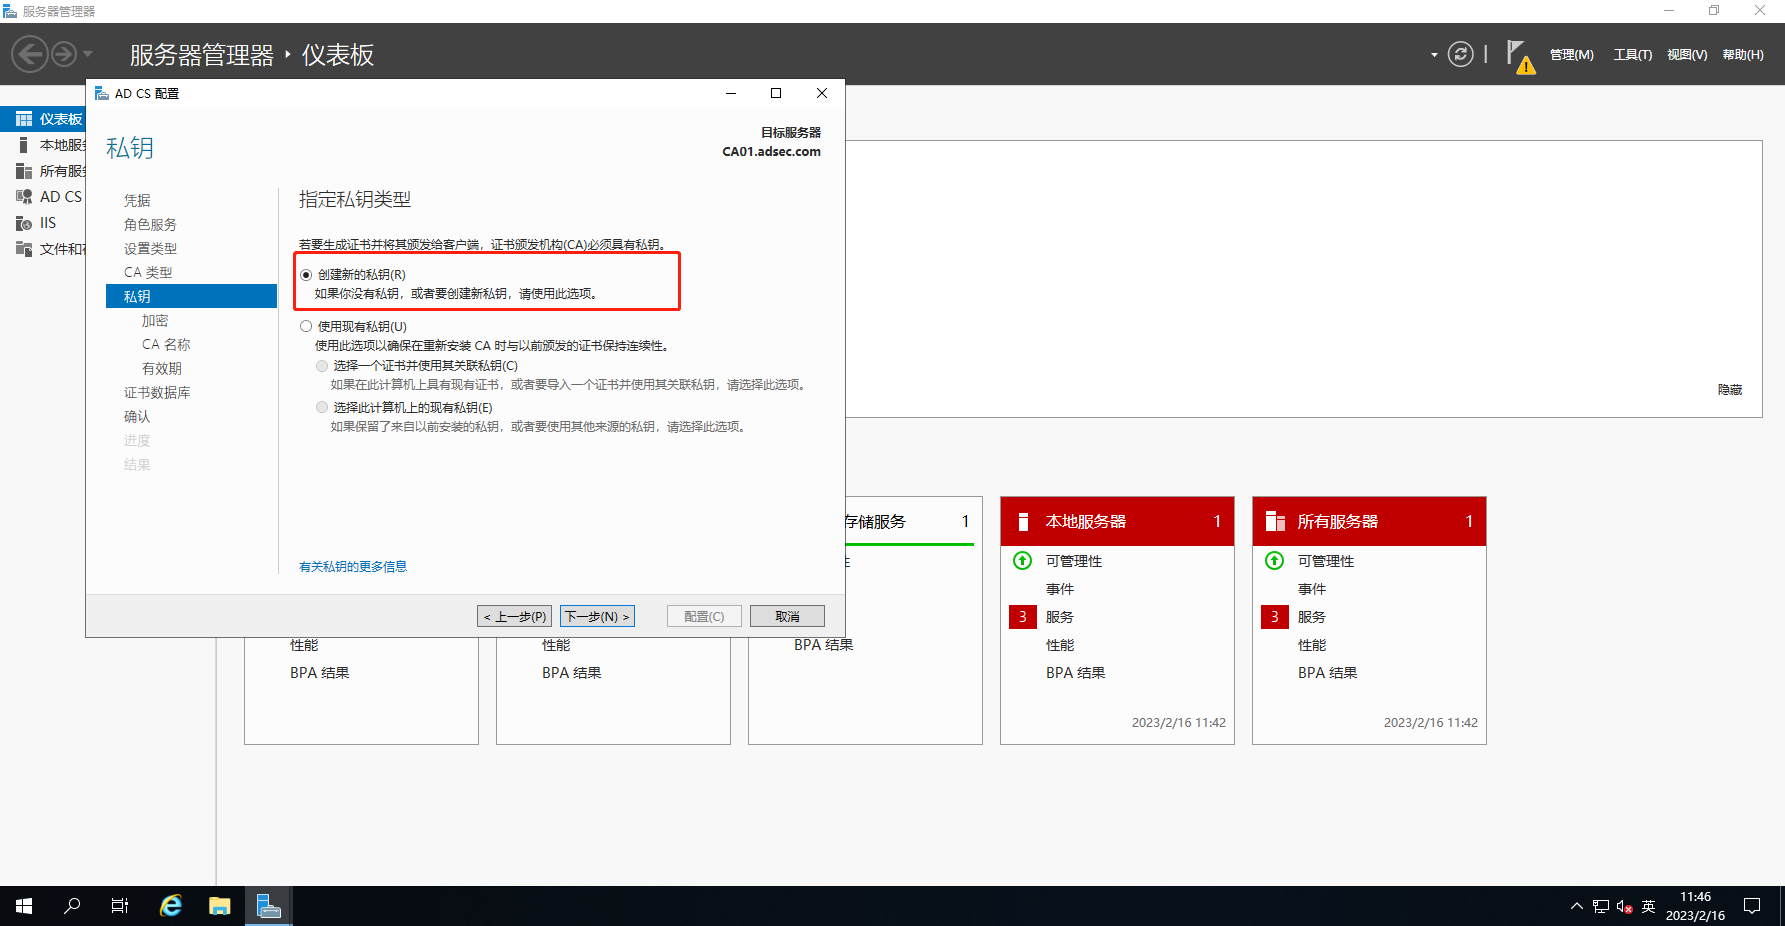 服务器管理器
服务器管理器 ‣ 仪表板
管理(M) 工具(T) 视图(V) 帮助(H)
仪表板
本地服务
所有服务
AD CS
IIS
文件和存
AD CS 配置
私钥
目标服务器
CA01.adsec.com
凭据
角色服务
设置类型
CA 类型
私钥
加密
CA 名称
有效期
证书数据库
确认
进度
结果
指定私钥类型
若要生成证书并将其颁发给客户端，证书颁发机构(CA)必须具有私钥。
创建新的私钥(R)
如果你没有私钥，或者要创建新私钥，请使用此选项。
使用现有私钥(U)
使用此选项以确保在重新安装 CA 时与以前颁发的证书保持连续性。
选择一个证书并使用其关联私钥(C)
如果在此计算机上具有现有证书，或者要导入一个证书并使用其关联私钥，请选择此选项。
选择此计算机上的现有私钥(E)
如果保留了来自以前安装的私钥，或者要使用其他来源的私钥，请选择此选项。
有关私钥的更多信息
< 上一步(P) 下一步(N) > 配置(C) 取消
隐藏
性能
BPA 结果
性能
BPA 结果
存储服务 1
BPA 结果
本地服务器 1
可管理性
事件
3 服务
性能
BPA 结果
2023/2/16 11:42
所有服务器 1
可管理性
事件
3 服务
性能
BPA 结果
2023/2/16 11:42
英
11:46
2023/2/16